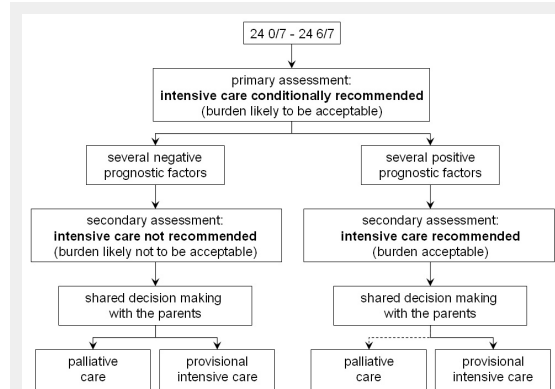 24 0/7 - 24 6/7
primary assessment:
intensive care conditionally recommended
(burden likely to be acceptable)
several negative
prognostic factors
several positive
prognostic factors
secondary assessment:
intensive care not recommended
(burden likely not to be acceptable)
secondary assessment:
intensive care recommended
(burden acceptable)
shared decision making
with the parents
shared decision making
with the parents
palliative
care
provisional
intensive care
palliative
care
provisional
intensive care